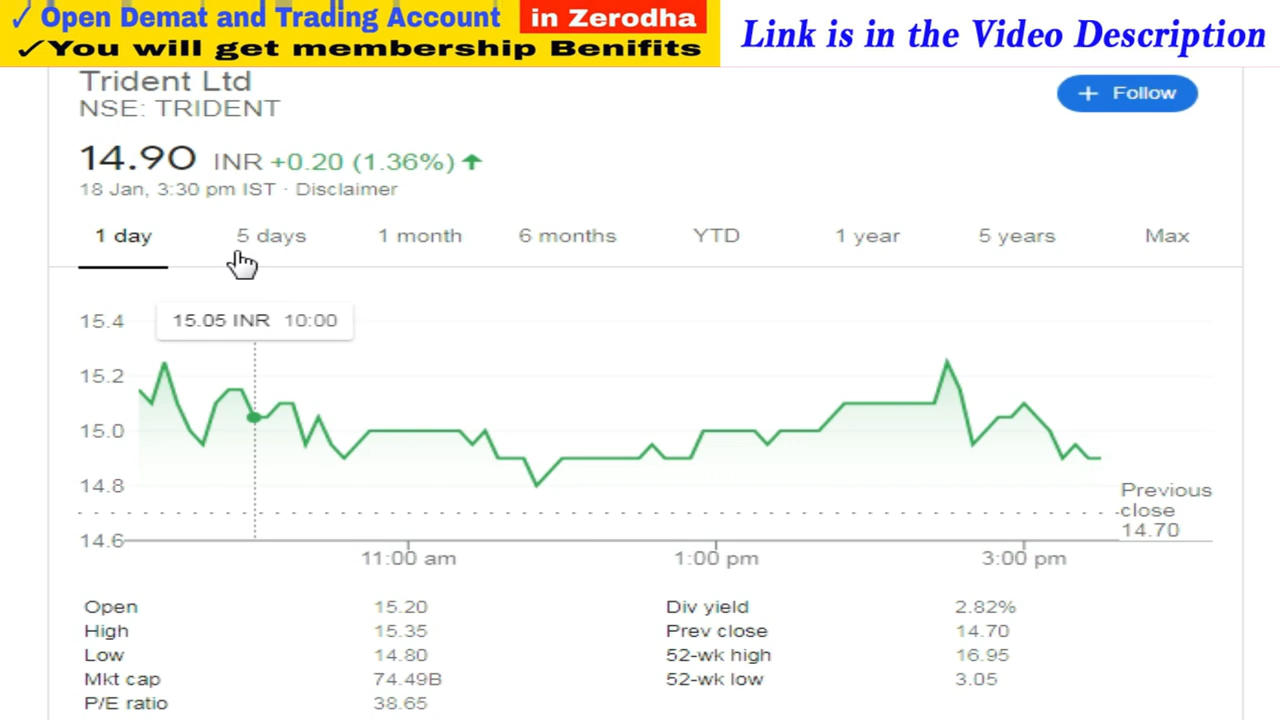 ✓ Open Demat and Trading Account in Zerodha
✓You will get membership Benifits
Link is in the Video Description
Trident Ltd
NSE: TRIDENT
+ Follow
14.90 INR +0.20 (1.36%) ↑
18 Jan, 3:30 pm IST · Disclaimer
1 day 5 days 1 month 6 months YTD 1 year 5 years Max
15.05 INR 10:00
15.4
15.2
15.0
14.8
14.6
Previous
close
14.70
11:00 am 1:00 pm 3:00 pm
Open 15.20 Div yield 2.82%
High 15.35 Prev close 14.70
Low 14.80 52-wk high 16.95
Mkt cap 74.49B 52-wk low 3.05
P/E ratio 38.65